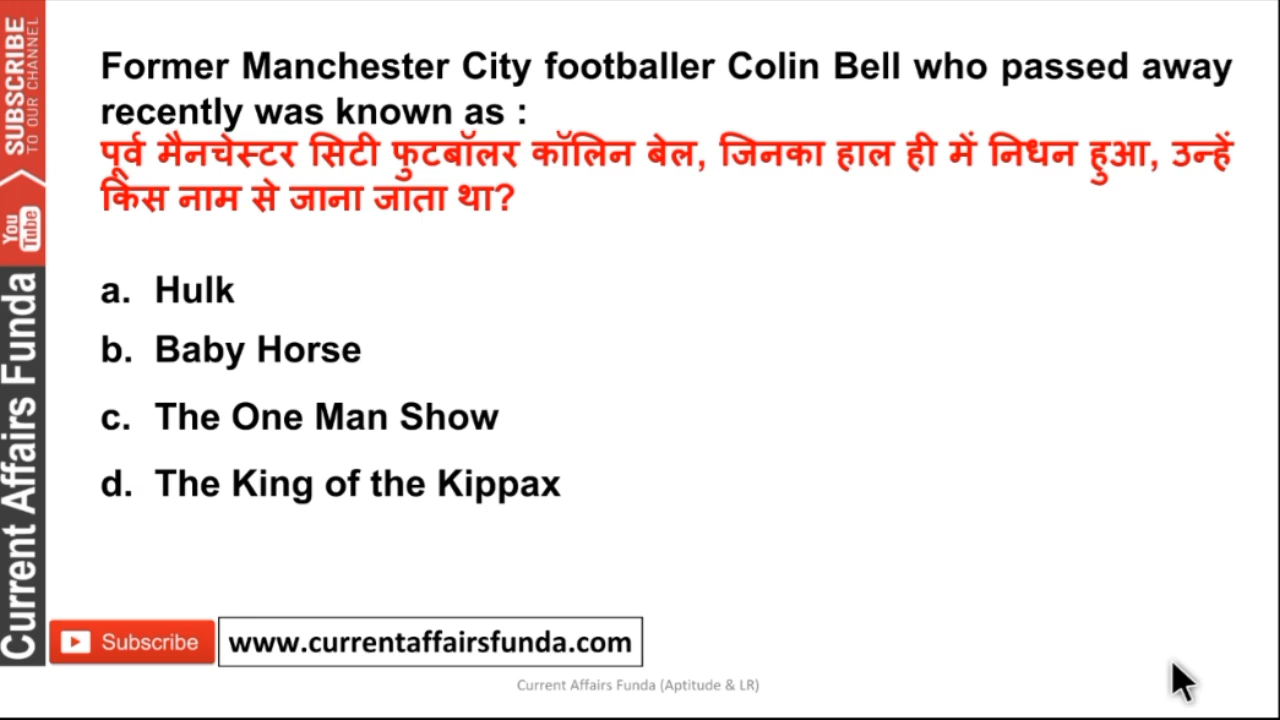 Former Manchester City footballer Colin Bell who passed away
recently was known as :
पूर्व मैनचेस्टर सिटी फुटबॉलर कॉलिन बेल, जिनका हाल ही में निधन हुआ, उन्हें
किस नाम से जाना जाता था?
a. Hulk
b. Baby Horse
c. The One Man Show
d. The King of the Kippax
SUBSCRIBE
TO OUR CHANNEL
You
Tube
Current Affairs Funda
Subscribe
www.currentaffairsfunda.com
Current Affairs Funda (Aptitude & LR)